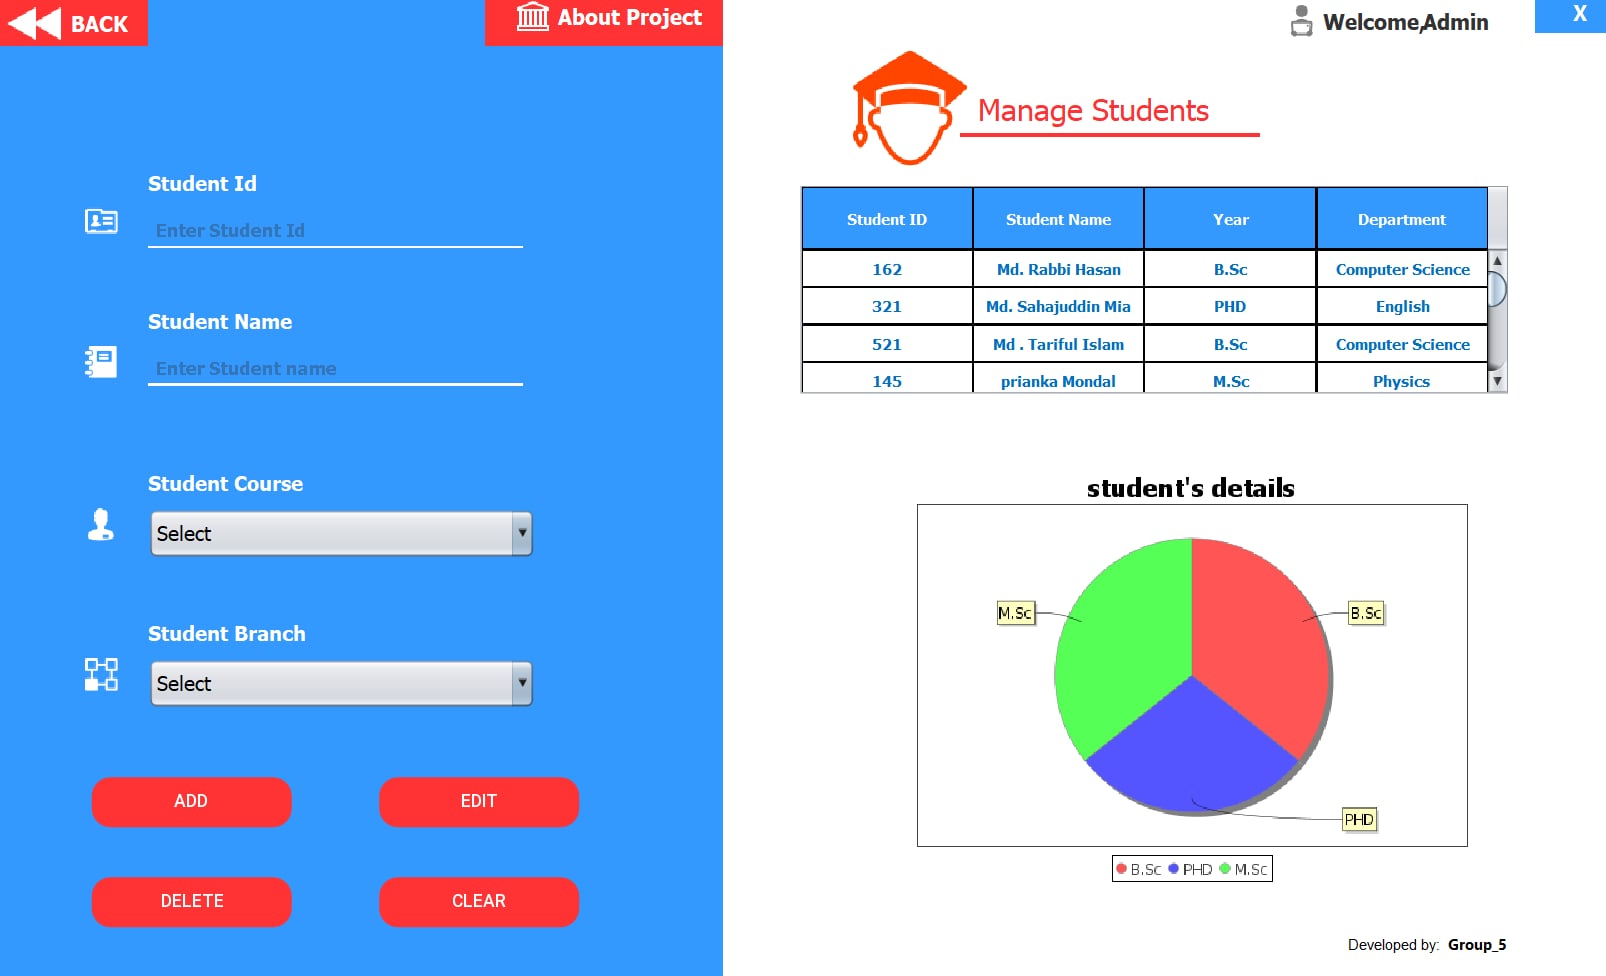 BACK
About Project
Welcome,Admin
X
Student Id
Enter Student Id
Student Name
Enter Student name
Student Course
Select
Student Branch
Select
ADD
EDIT
DELETE
CLEAR
Manage Students
Student ID Student Name Year Department
162 Md. Rabbi Hasan B.Sc Computer Science
321 Md. Sahajuddin Mia PHD English
521 Md . Tariful Islam B.Sc Computer Science
145 prianka Mondal M.Sc Physics
student's details
M.Sc
B.Sc
PHD
B.Sc PHD M.Sc
Developed by: Group_5